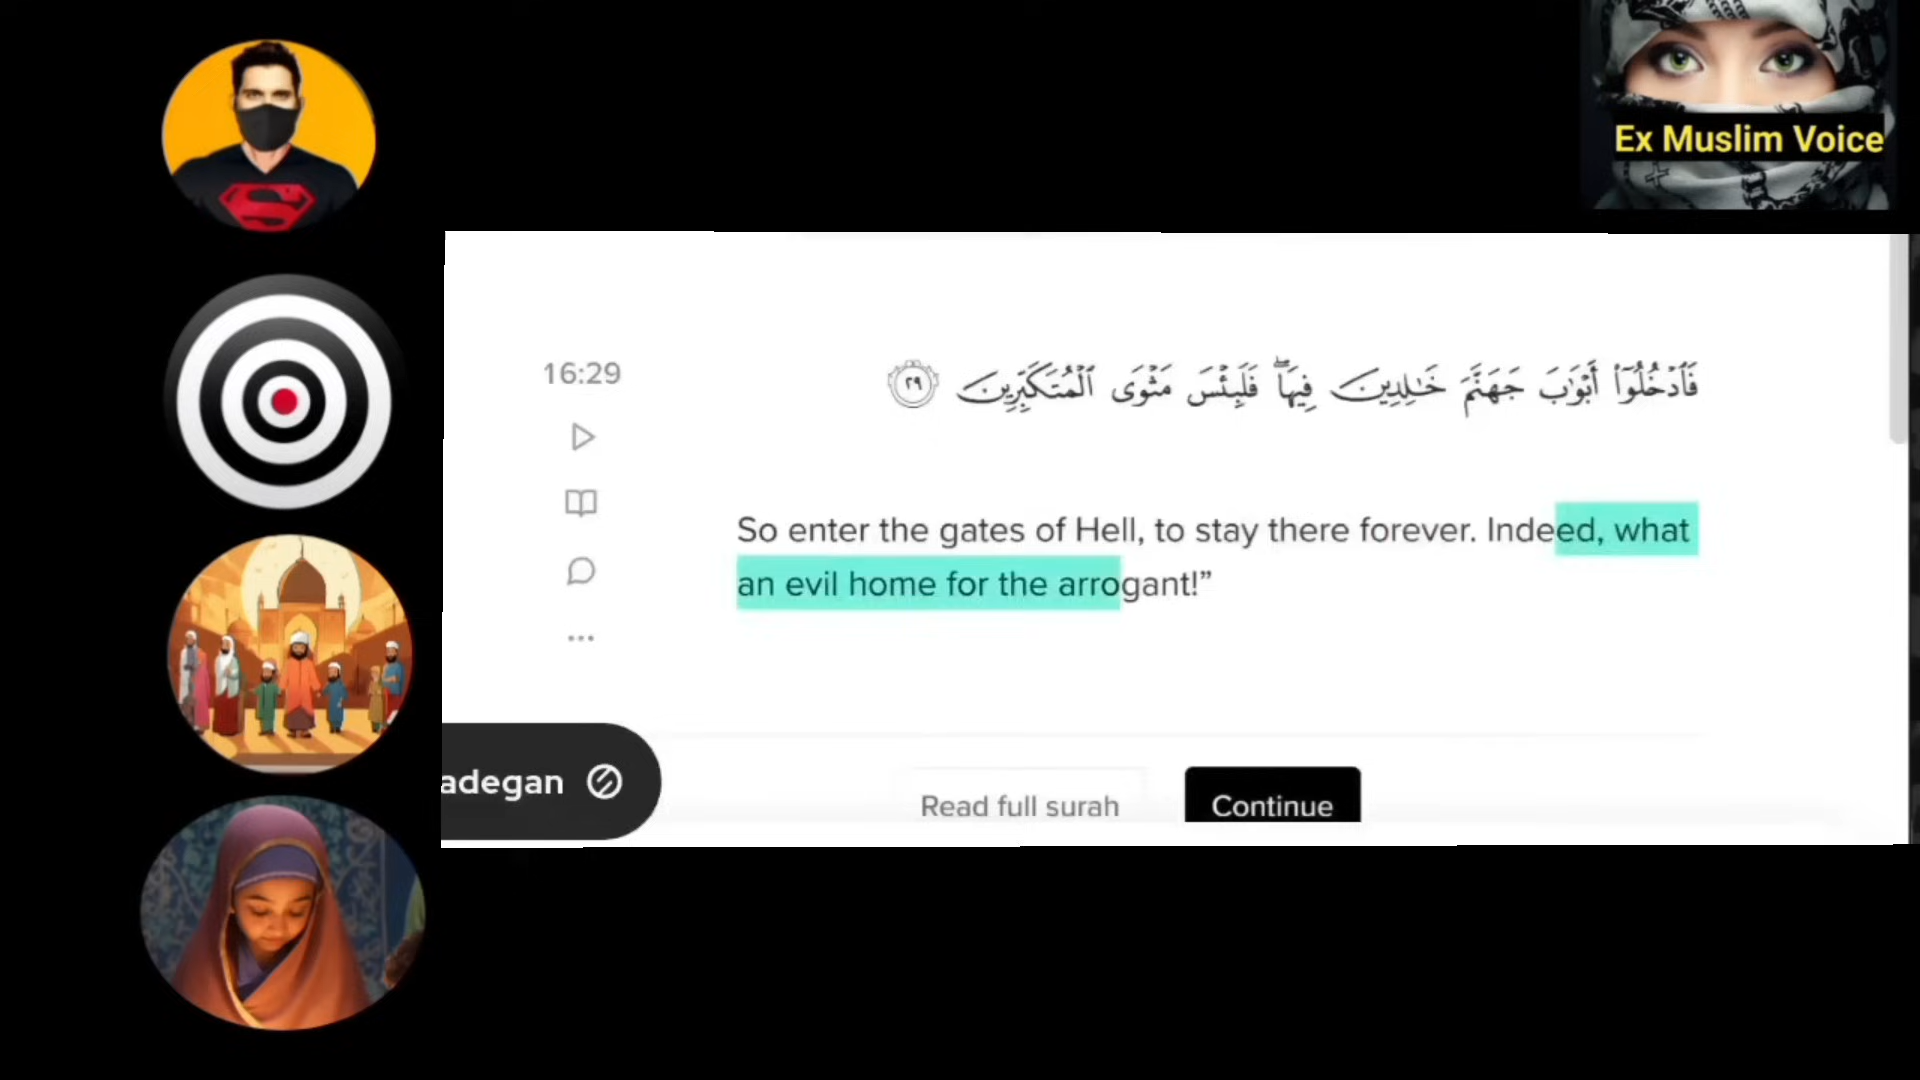 Ex Muslim Voice
16:29
فَٱدْخُلُوٓا۟ أَبْوَٰبَ جَهَنَّمَ خَـٰلِدِينَ فِيهَا ۖ فَلَبِئْسَ مَثْوَى ٱلْمُتَكَبِّرِينَ ٢٩
So enter the gates of Hell, to stay there forever. Indeed, what
an evil home for the arrogant!”
adegan
Read full surah
Continue